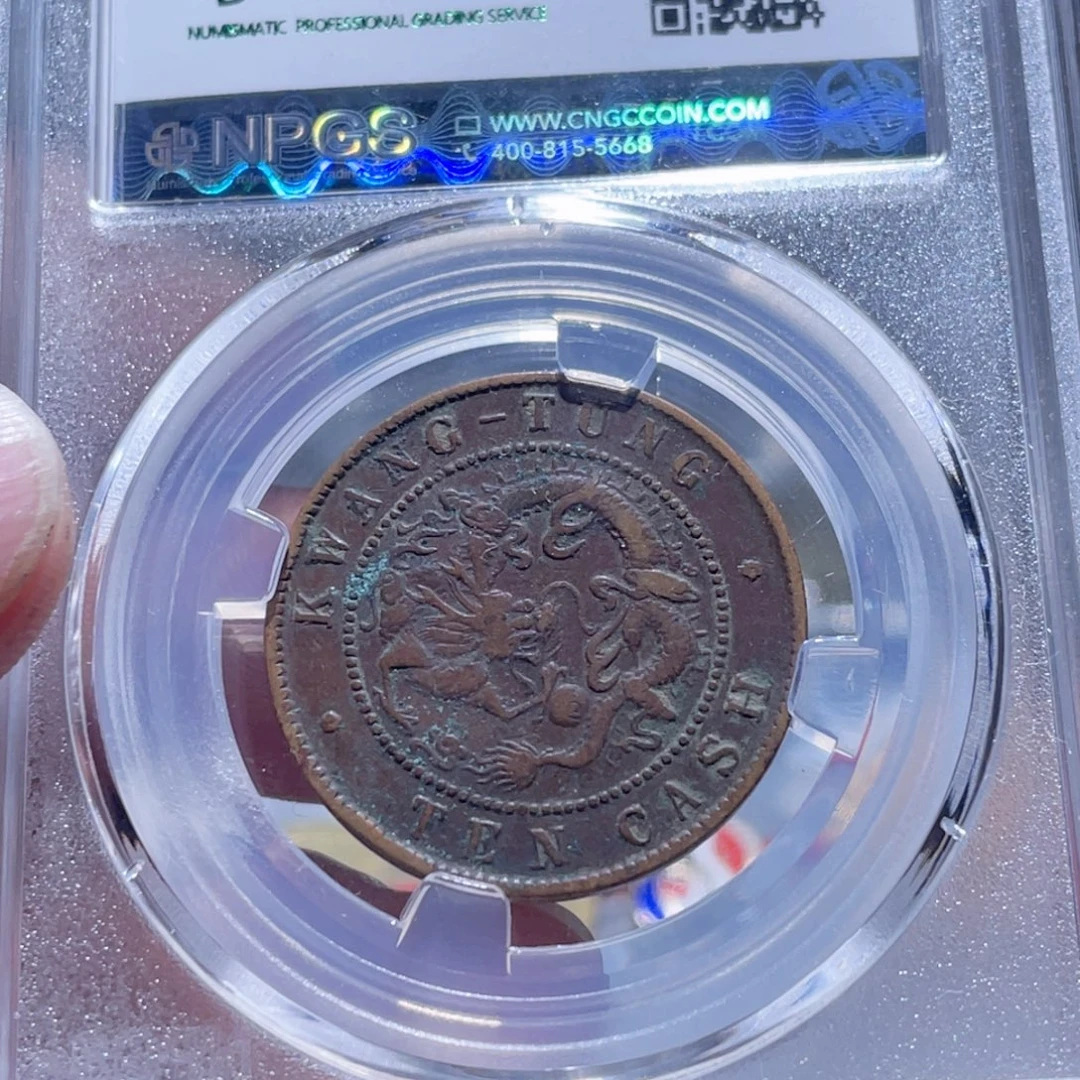 NUMISMATIC PROFESSIONAL GRADING SERVICE
NPGS
WWW.CNGCCOIN.COM
400-815-5668
KWANG-TUNG
TEN CASH